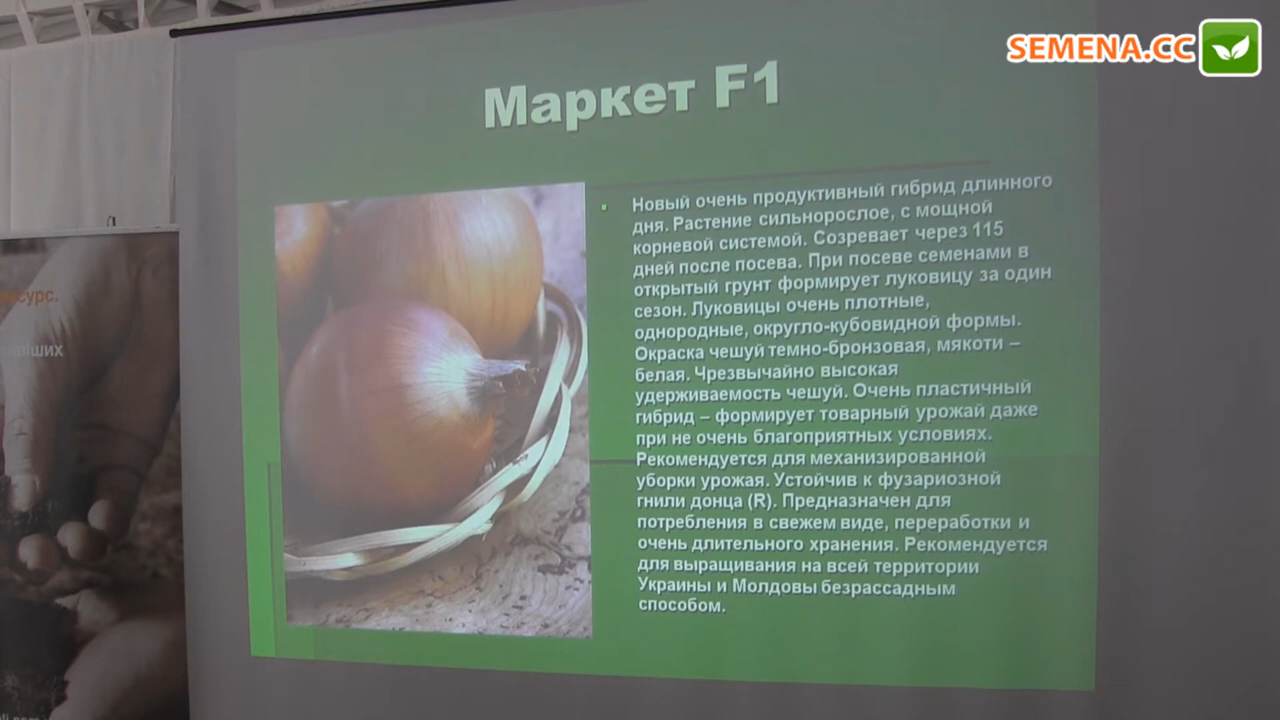 SEMENA.CC
Маркет F1
Новый очень продуктивный гибрид длинного
дня. Растение сильнорослое, с мощной
корневой системой. Созревает через 115
дней после посева. При посеве семенами в
открытый грунт формирует луковицу за один
сезон. Луковицы очень плотные,
однородные, округло-кубовидной формы.
Окраска чешуй темно-бронзовая, мякоти –
белая. Чрезвычайно высокая
удерживаемость чешуй. Очень пластичный
гибрид – формирует товарный урожай даже
при не очень благоприятных условиях.
Рекомендуется для механизированной
уборки урожая. Устойчив к фузариозной
гнили донца (R). Предназначен для
потребления в свежем виде, переработки и
очень длительного хранения. Рекомендуется
для выращивания на всей территории
Украины и Молдовы безрассадным
способом.